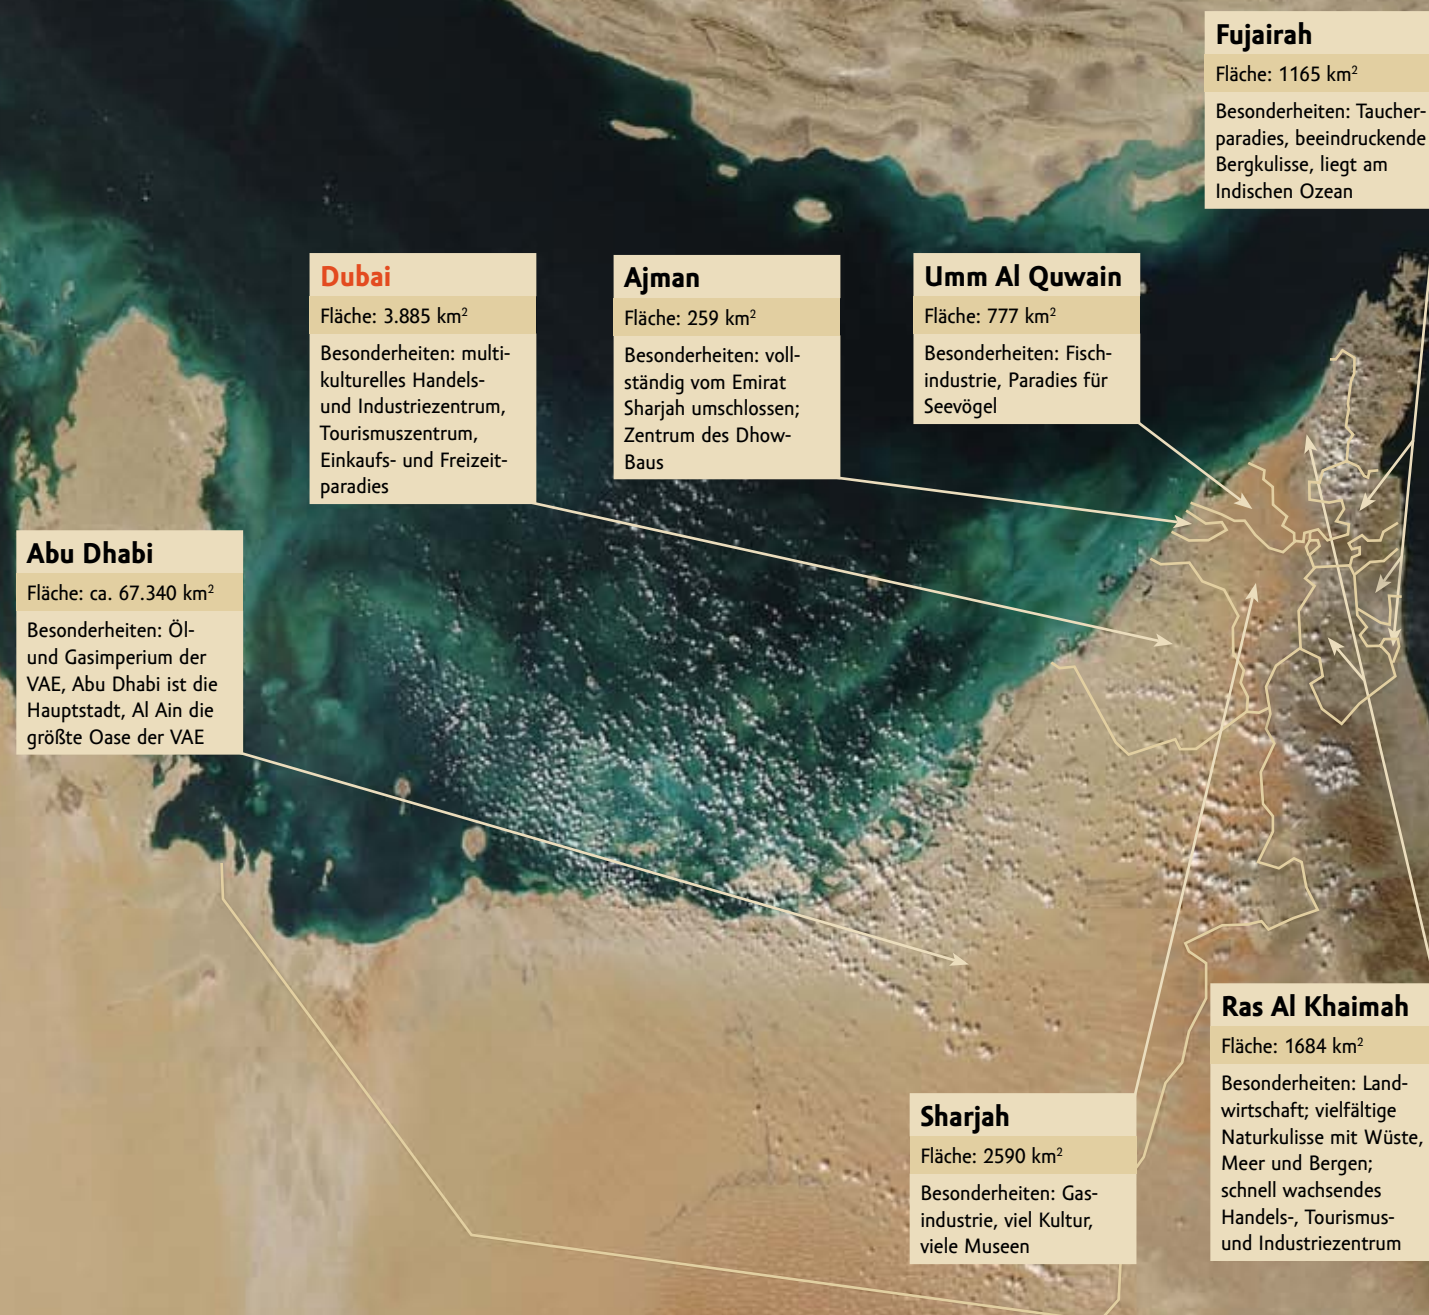 Fujairah
Fläche: 1165 km²
Besonderheiten: Taucher-
paradies, beeindruckende
Bergkulisse, liegt am
Indischen Ozean
Dubai
Fläche: 3.885 km²
Besonderheiten: multi-
kulturelles Handels-
und Industriezentrum,
Tourismuszentrum,
Einkaufs- und Freizeit-
paradies
Ajman
Fläche: 259 km²
Besonderheiten: voll-
ständig vom Emirat
Sharjah umschlossen;
Zentrum des Dhow-
Baus
Umm Al Quwain
Fläche: 777 km²
Besonderheiten: Fisch-
industrie, Paradies für
Seevögel
Abu Dhabi
Fläche: ca. 67.340 km²
Besonderheiten: Öl-
und Gasimperium der
VAE, Abu Dhabi ist die
Hauptstadt, Al Ain die
größte Oase der VAE
Sharjah
Fläche: 2590 km²
Besonderheiten: Gas-
industrie, viel Kultur,
viele Museen
Ras Al Khaimah
Fläche: 1684 km²
Besonderheiten: Land-
wirtschaft; vielfältige
Naturkulisse mit Wüste,
Meer und Bergen;
schnell wachsendes
Handels-, Tourismus-
und Industriezentrum